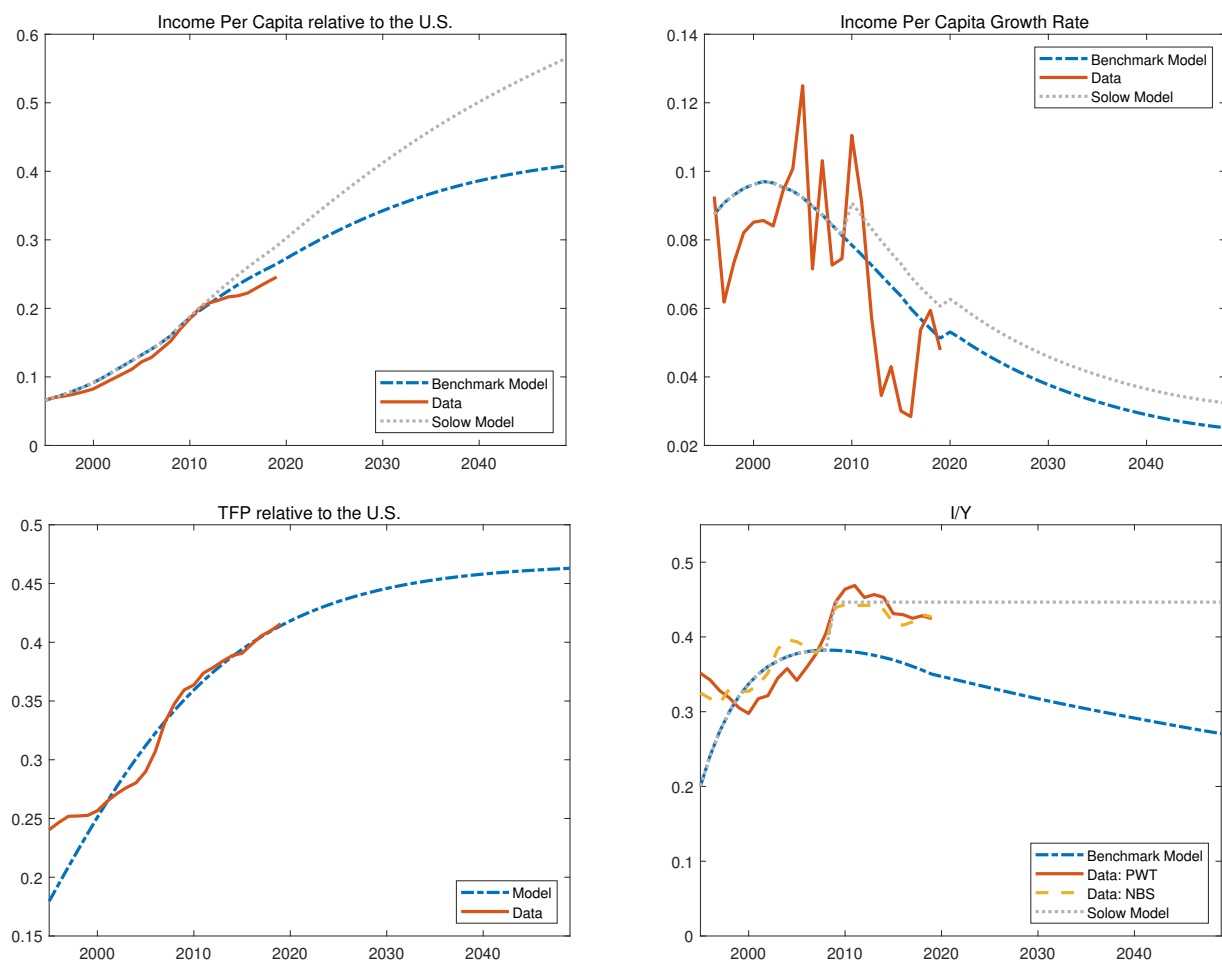 Income Per Capita relative to the U.S.
0.6
0.5
0.4
0.3
0.2
0.1
0
2000 2010 2020 2030 2040
Benchmark Model
Data
Solow Model
Income Per Capita Growth Rate
0.14
0.12
0.1
0.08
0.06
0.04
0.02
2000 2010 2020 2030 2040
Benchmark Model
Data
Solow Model
TFP relative to the U.S.
0.5
0.45
0.4
0.35
0.3
0.25
0.2
0.15
2000 2010 2020 2030 2040
Model
Data
I/Y
0.5
0.4
0.3
0.2
0.1
0
2000 2010 2020 2030 2040
Benchmark Model
Data: PWT
Data: NBS
Solow Model